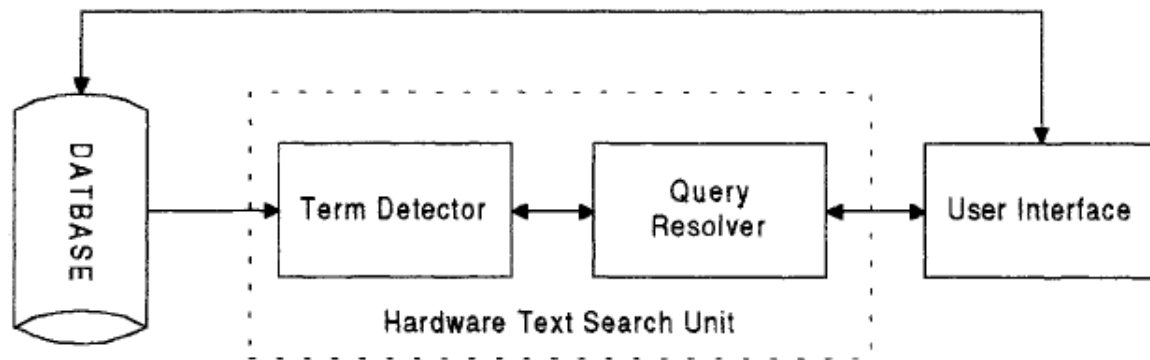 DATBASE
Term Detector
Query
Resolver
User Interface
Hardware Text Search Unit